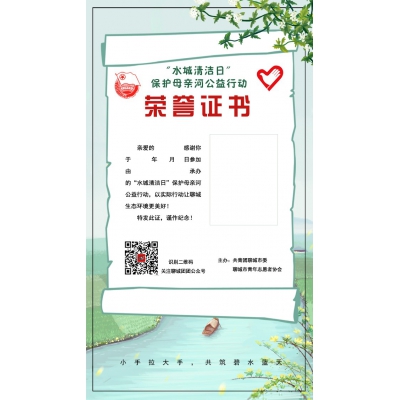 “水城清洁日”
保护母亲河公益行动
荣誉证书
亲爱的 感谢你
于 年 月 日参加
由 承办
的“水城清洁日”保护母亲河
公益行动，以实际行动让聊城
生态环境更美好！
特发此证，谨作纪念！
识别二维码
关注聊城团团公众号
主办：共青团聊城市委
聊城市青年志愿者协会
小手拉大手，共筑碧水蓝天